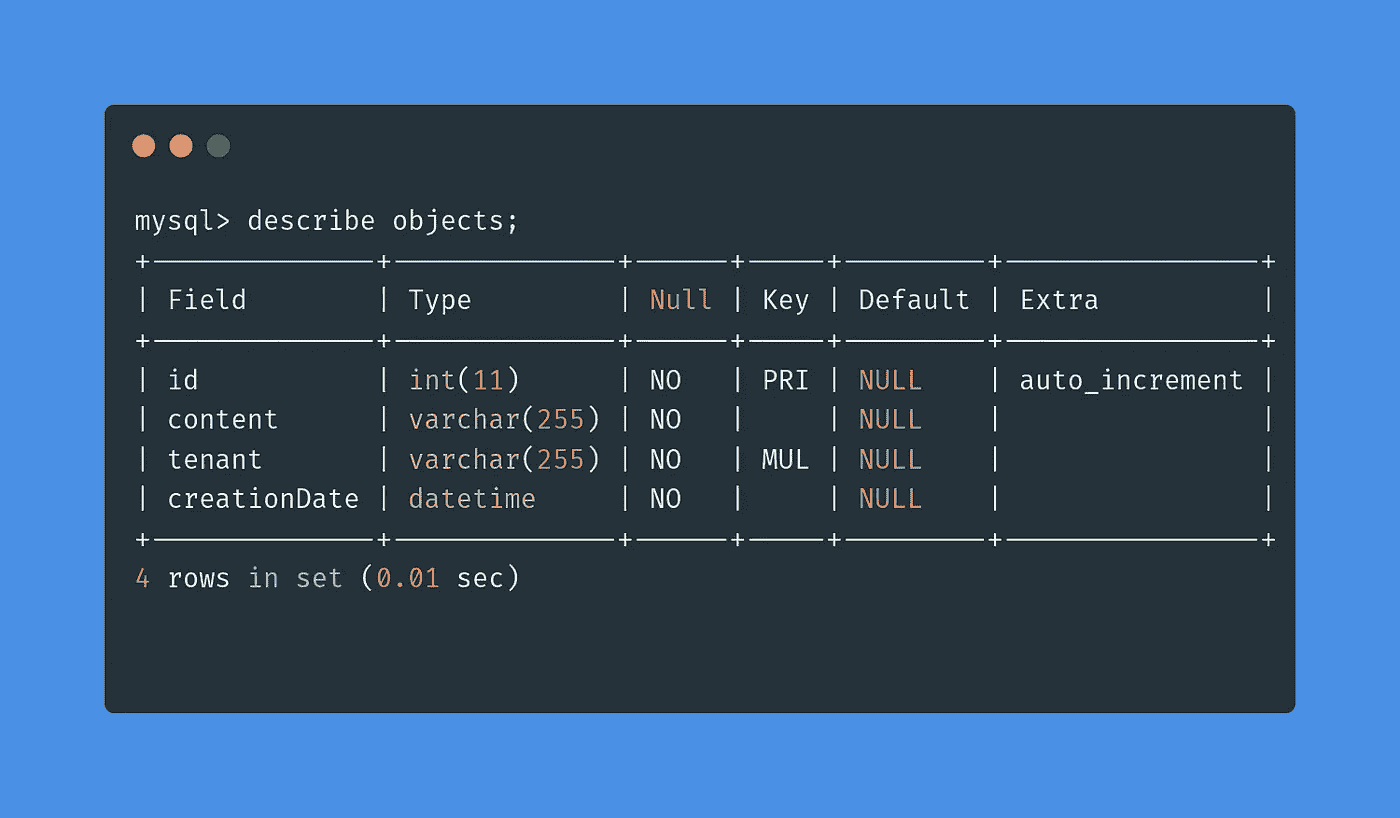 mysql> describe objects;
+---------------+---------------+------+-----+---------+----------------+
| Field | Type | Null | Key | Default | Extra |
+---------------+---------------+------+-----+---------+----------------+
| id | int(11) | NO | PRI | NULL | auto_increment |
| content | varchar(255) | NO | | NULL | |
| tenant | varchar(255) | NO | MUL | NULL | |
| creationDate | datetime | NO | | NULL | |
+---------------+---------------+------+-----+---------+----------------+
4 rows in set (0.01 sec)